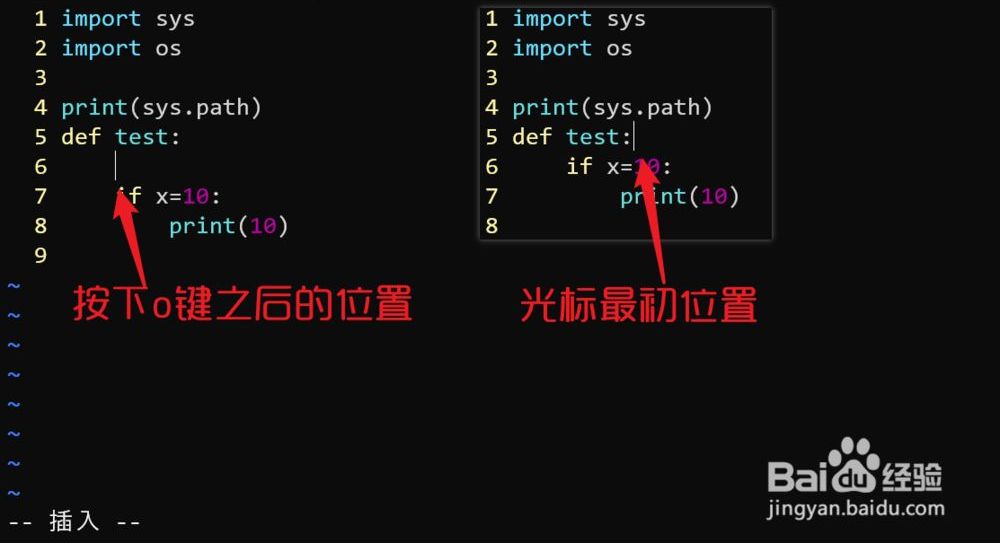 1 import sys
2 import os
3
4 print(sys.path)
5 def test:
6
7     if x=10:
8         print(10)
9
~
~
~
~
~
~
~
~
-- 插入 --
按下o键之后的位置
1 import sys
2 import os
3
4 print(sys.path)
5 def test:
6     if x=10:
7         print(10)
8
光标最初位置
Baidu经验
jingyan.baidu.com